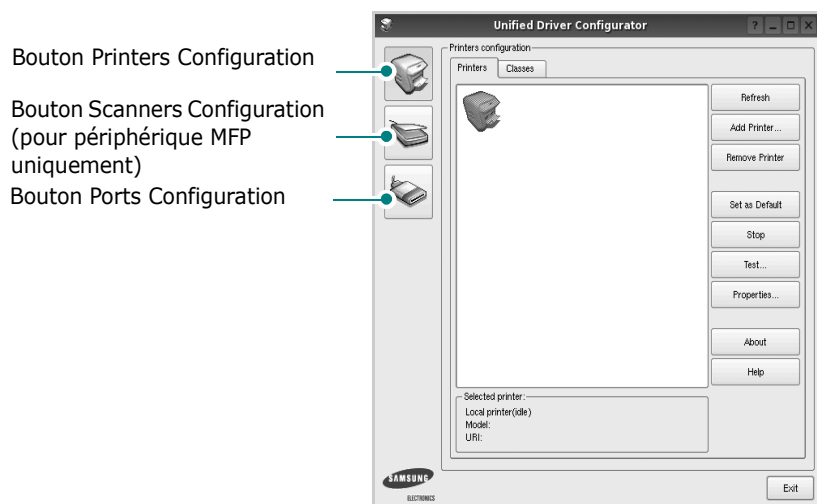 Bouton Printers Configuration
Bouton Scanners Configuration
(pour périphérique MFP
uniquement)
Bouton Ports Configuration
Unified Driver Configurator
Printers configuration
Printers
Classes
Refresh
Add Printer...
Remove Printer
Set as Default
Stop
Test...
Properties...
About
Help
Selected printer:
Local printer(idle)
Model:
URI:
SAMSUNG
ELECTRONICS
Exit